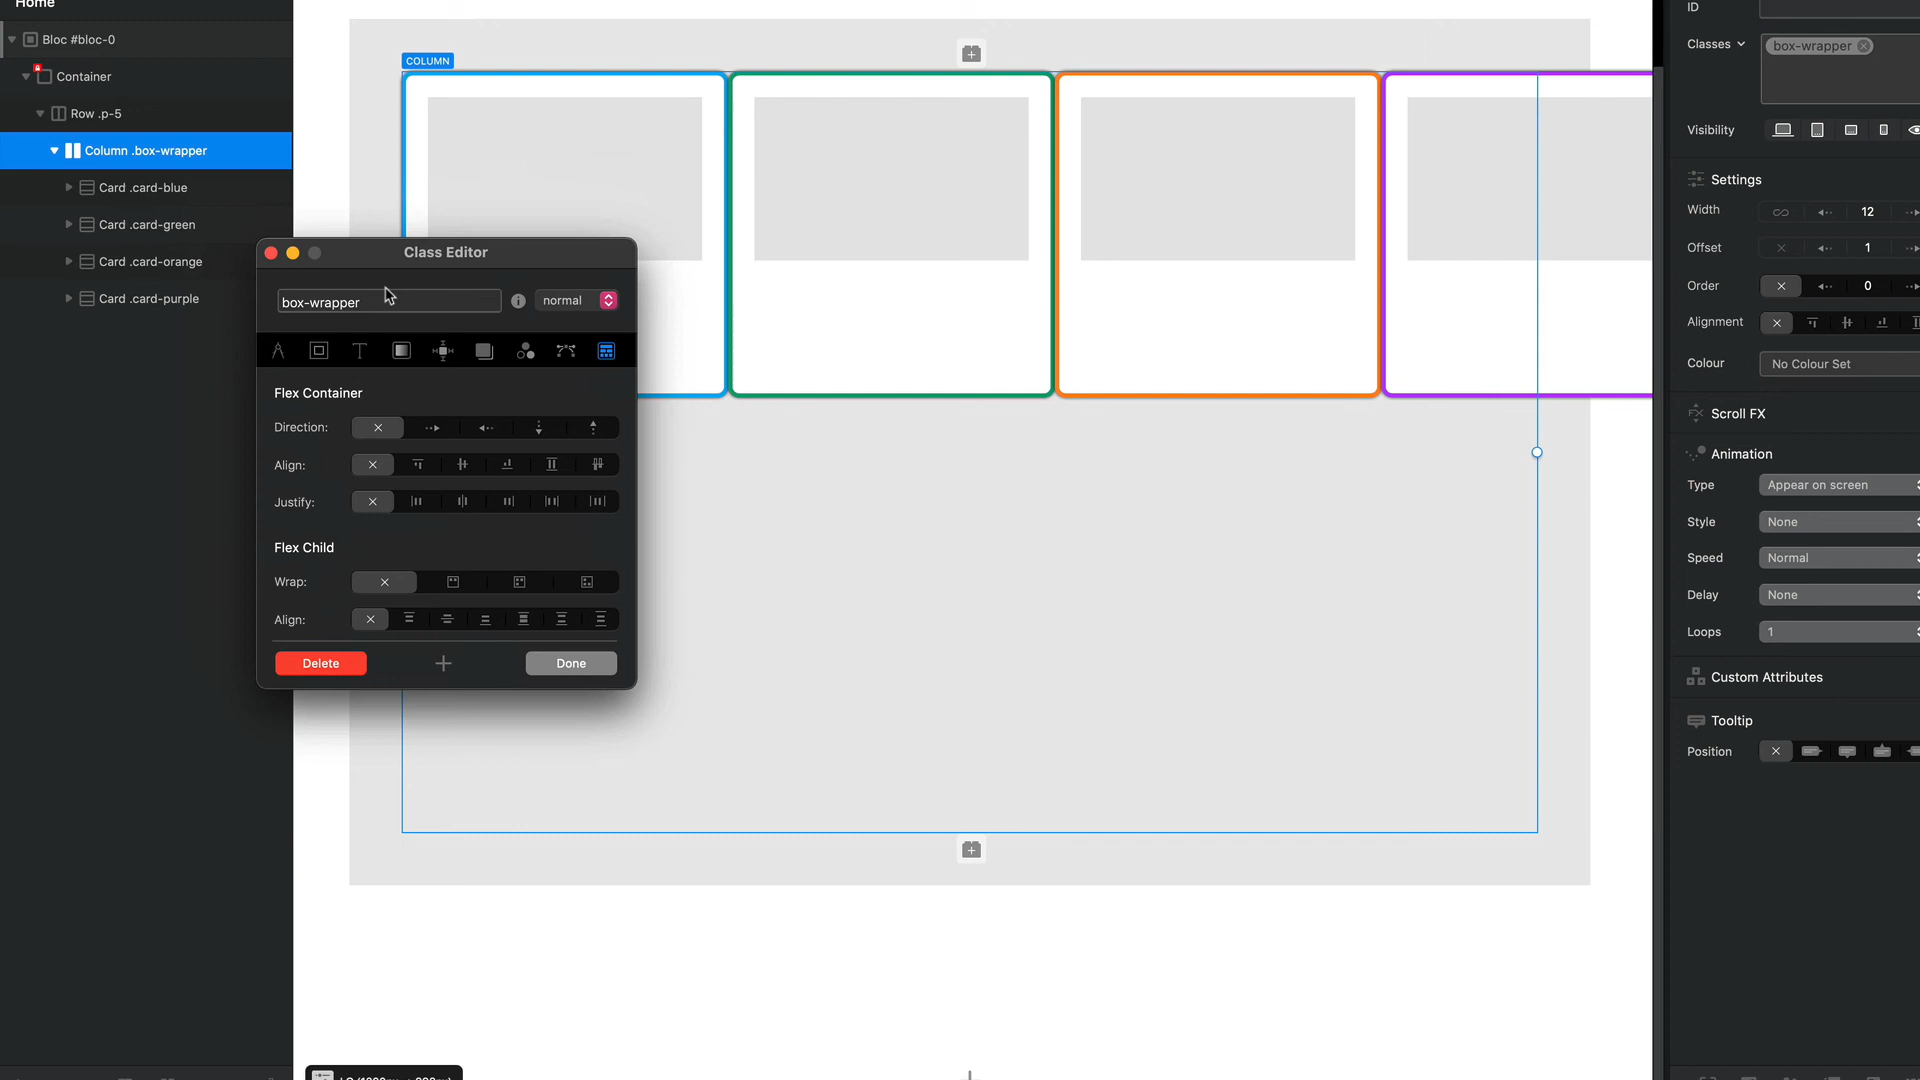 Home
Bloc #bloc-0
Container
Row .p-5
Column .box-wrapper
Card .card-blue
Card .card-green
Card .card-orange
Card .card-purple
COLUMN
Class Editor
box-wrapper
normal
Flex Container
Direction:
Align:
Justify:
Flex Child
Wrap:
Align:
Delete
Done
ID
Classes
box-wrapper
Visibility
Settings
Width
12
Offset
1
Order
0
Alignment
Colour
No Colour Set
Scroll FX
Animation
Type
Appear on screen
Style
None
Speed
Normal
Delay
None
Loops
1
Custom Attributes
Tooltip
Position